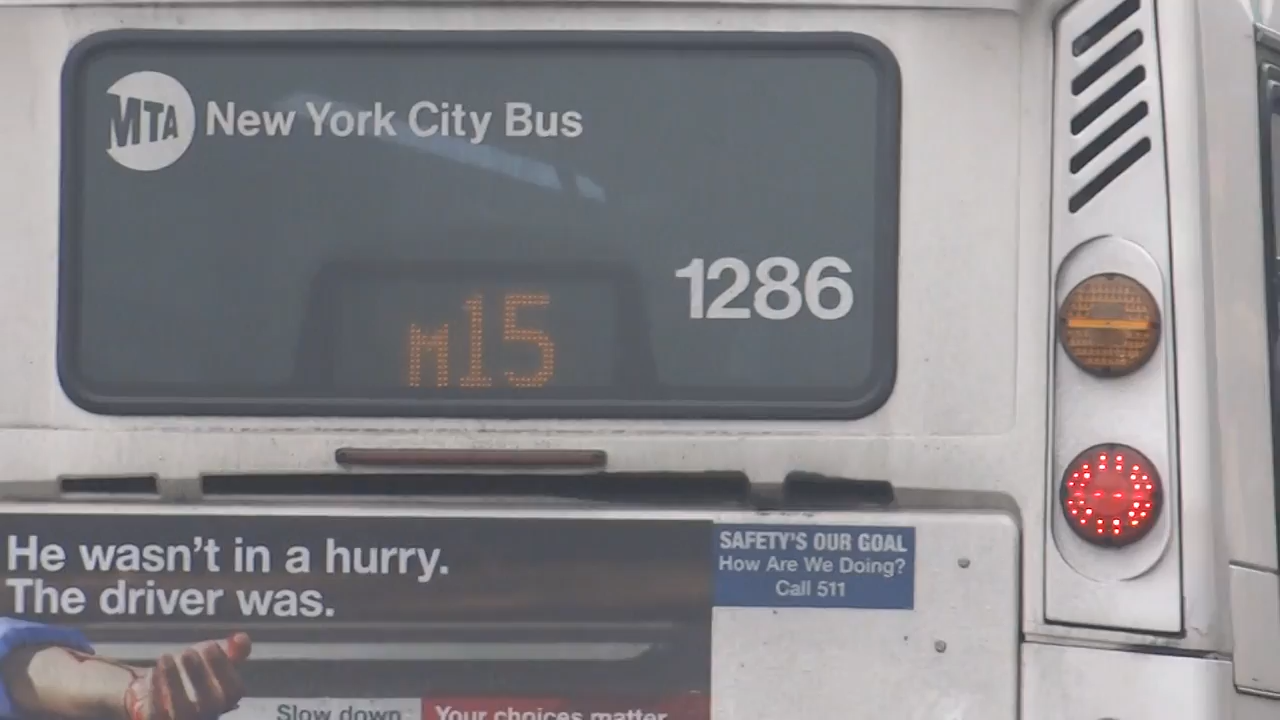 MTA New York City Bus
1286
M15
He wasn't in a hurry.
The driver was.
SAFETY'S OUR GOAL
How Are We Doing?
Call 511
Slow down
Your choices matter